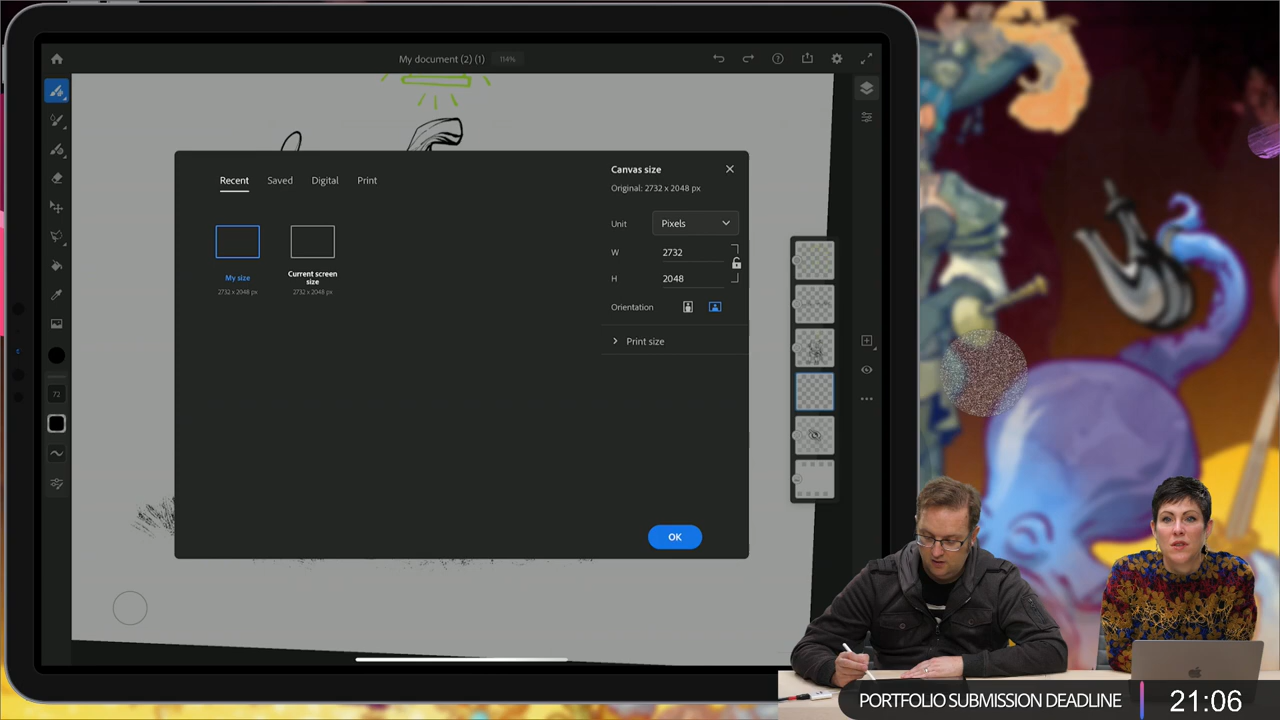 My document (2) (1) 114%
Recent Saved Digital Print
My size
2732 x 2048 px
Current screen
size
2732 x 2048 px
Canvas size
Original: 2732 x 2048 px
Unit Pixels
W 2732
H 2048
Orientation
Print size
OK
72
PORTFOLIO SUBMISSION DEADLINE 21:06